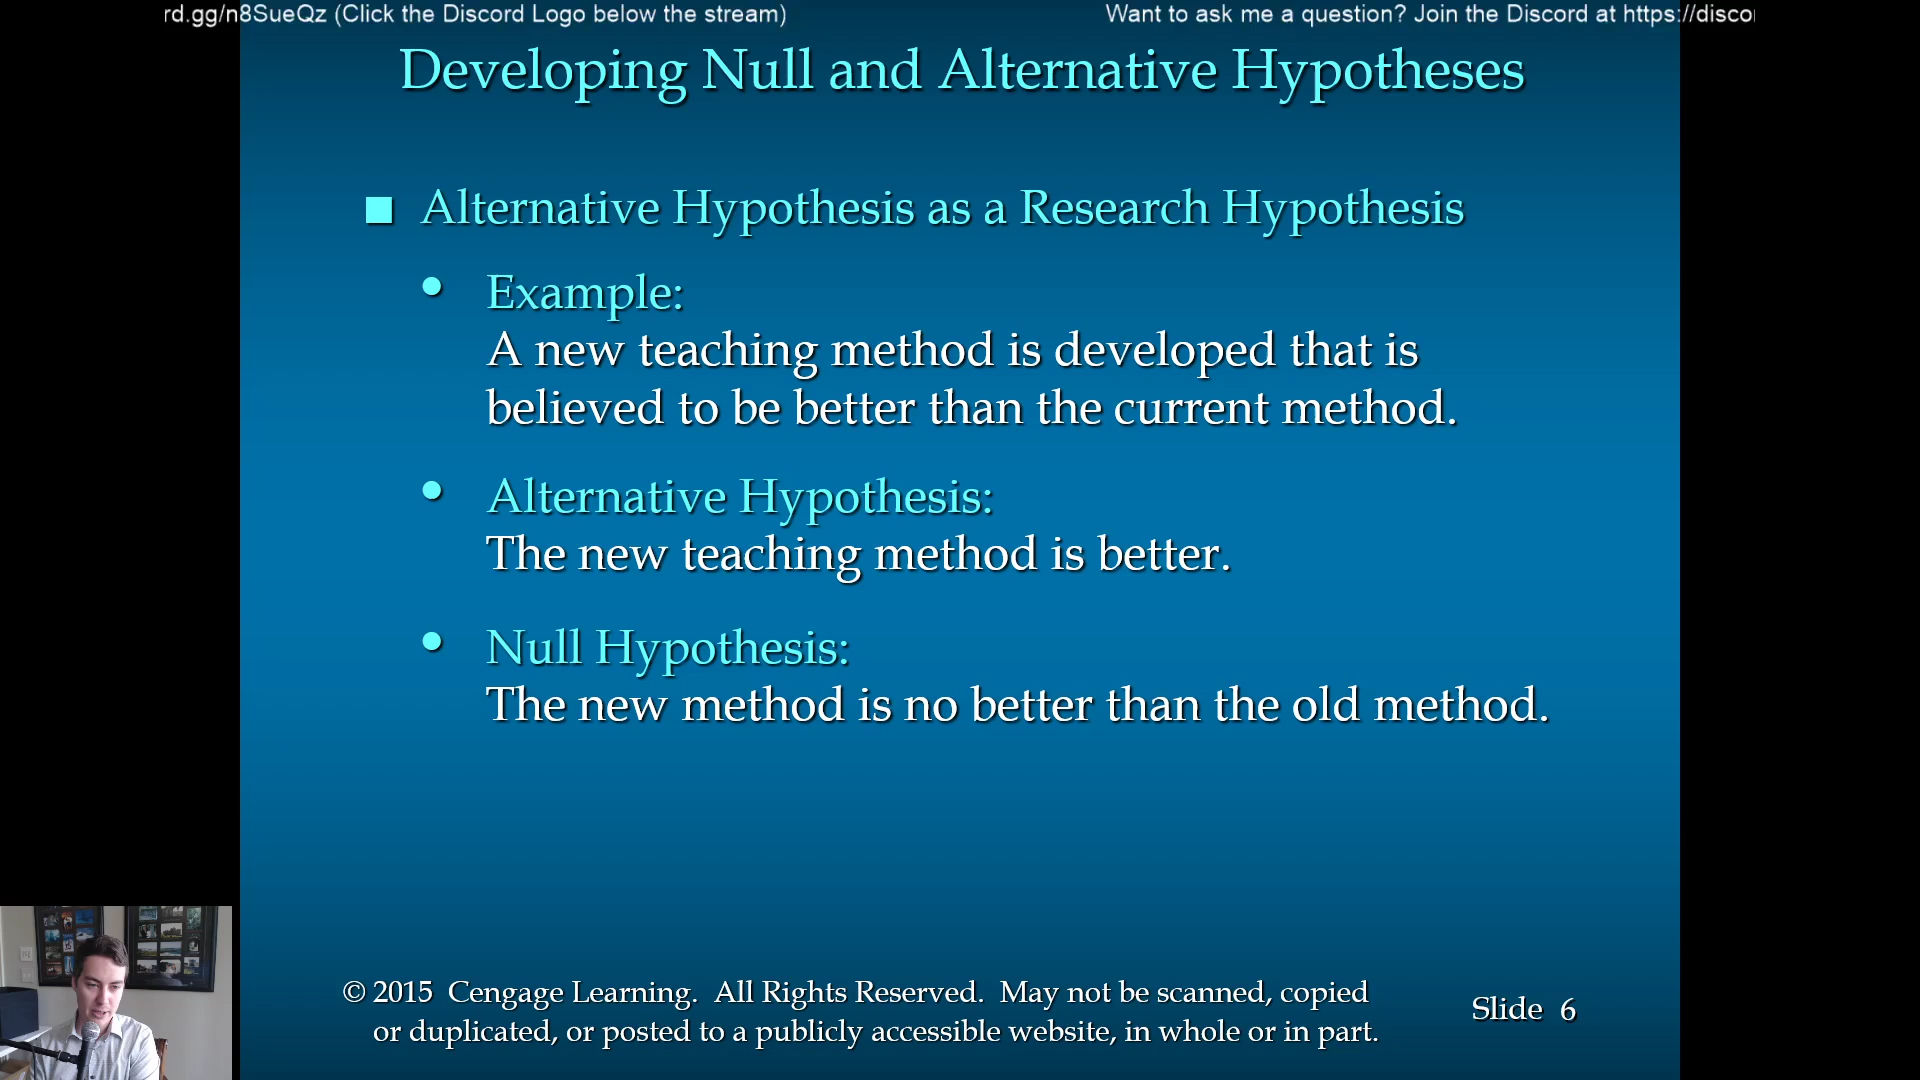 rd.gg/n8SueQz (Click the Discord Logo below the stream)
Want to ask me a question? Join the Discord at https://disco
Developing Null and Alternative Hypotheses
Alternative Hypothesis as a Research Hypothesis
Example:
A new teaching method is developed that is
believed to be better than the current method.
Alternative Hypothesis:
The new teaching method is better.
Null Hypothesis:
The new method is no better than the old method.
© 2015 Cengage Learning. All Rights Reserved. May not be scanned, copied
or duplicated, or posted to a publicly accessible website, in whole or in part.
Slide 6